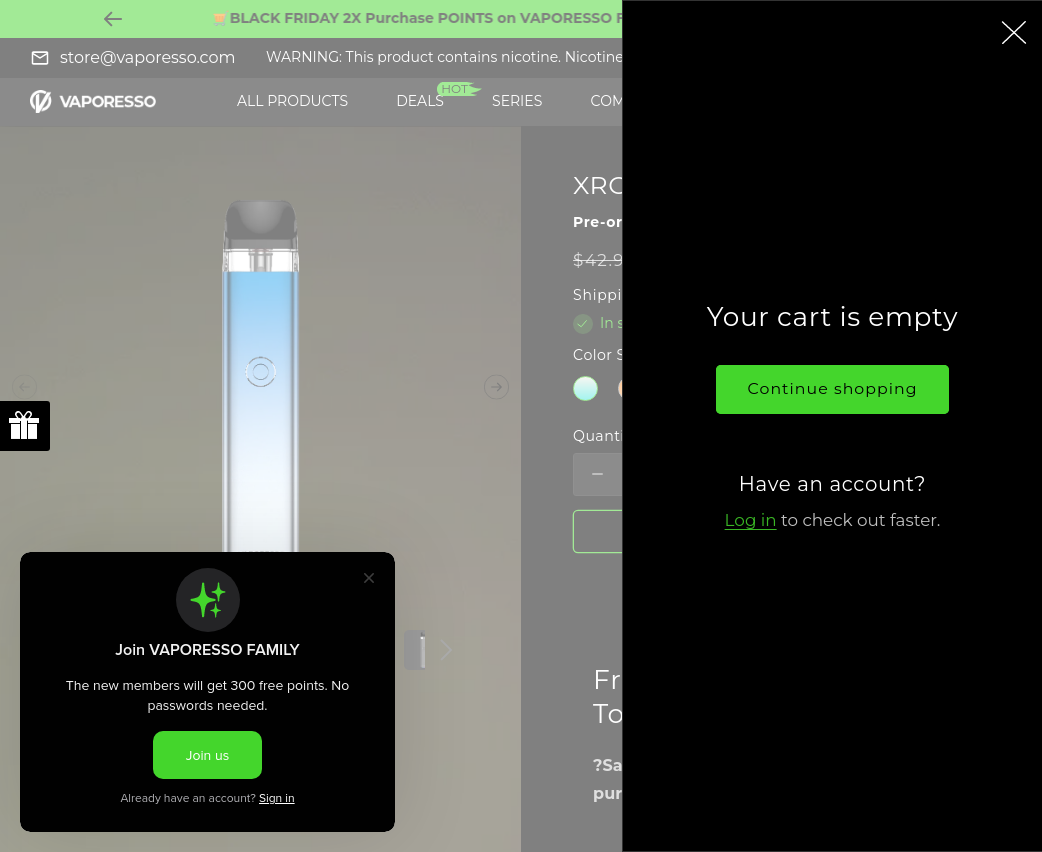 BLACK FRIDAY 2X Purchase POINTS on VAPORESSO
store@vaporesso.com
WARNING: This product contains nicotine. Nicotine
VAPORESSO
ALL PRODUCTS
DEALS
HOT
SERIES
COM
XRO
Pre-or
$42.9
Shippi
In s
Color S
Quanti
Fr
To
?Sa
pur
Your cart is empty
Continue shopping
Have an account?
Log in to check out faster.
Join VAPORESSO FAMILY
The new members will get 300 free points. No
passwords needed.
Join us
Already have an account? Sign in